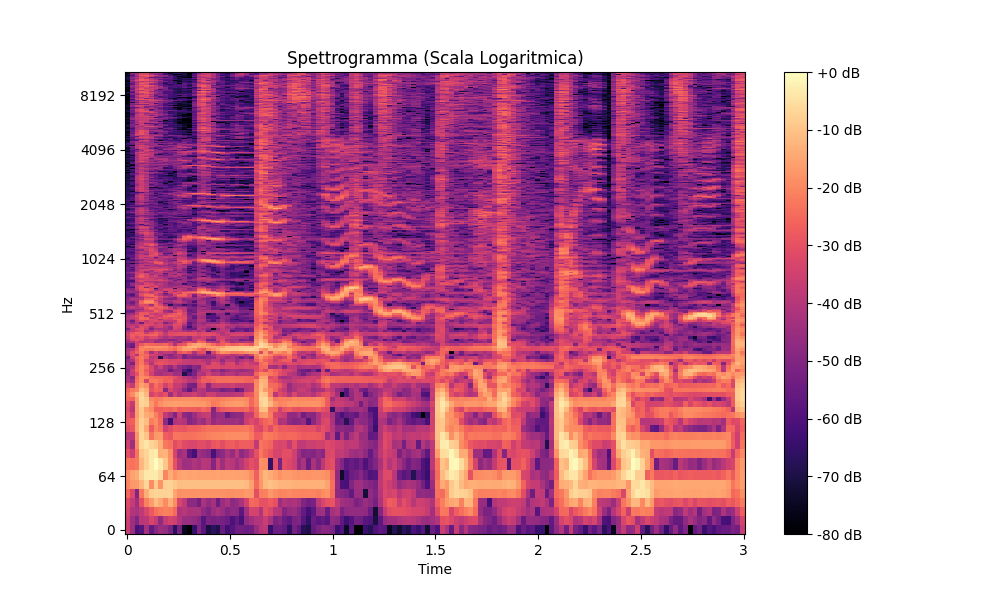 Spettrogramma (Scala Logaritmica)
Hz
8192
4096
2048
1024
512
256
128
64
0
0
0.5
1
1.5
2
2.5
3
Time
+0 dB
-10 dB
-20 dB
-30 dB
-40 dB
-50 dB
-60 dB
-70 dB
-80 dB